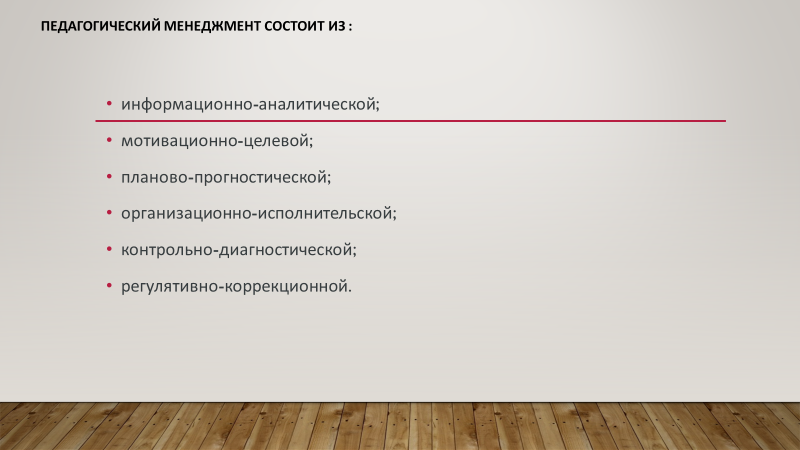 ПЕДАГОГИЧЕСКИЙ МЕНЕДЖМЕНТ СОСТОИТ ИЗ :
• информационно-аналитической;
• мотивационно-целевой;
• планово-прогностической;
• организационно-исполнительской;
• контрольно-диагностической;
• регулятивно-коррекционной.